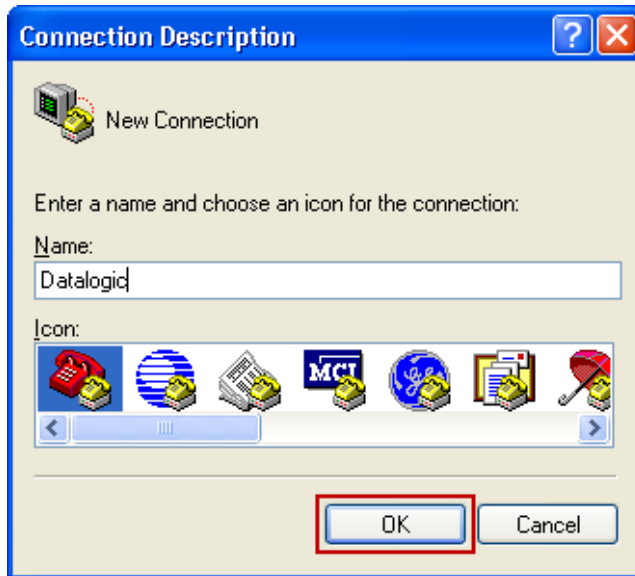 Connection Description
New Connection
Enter a name and choose an icon for the connection:
Name:
Datalogic
Icon:
MCI
OK
Cancel